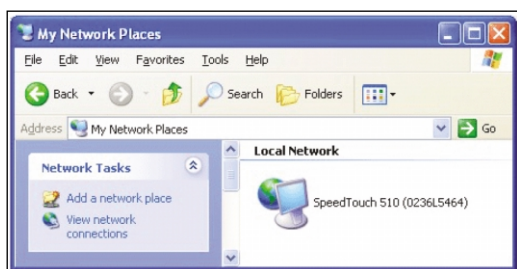 My Network Places
File Edit View Favorites Tools Help
Back Search Folders
Address My Network Places Go
Network Tasks
Add a network place
View network
connections
Local Network
SpeedTouch 510 (0236L5464)